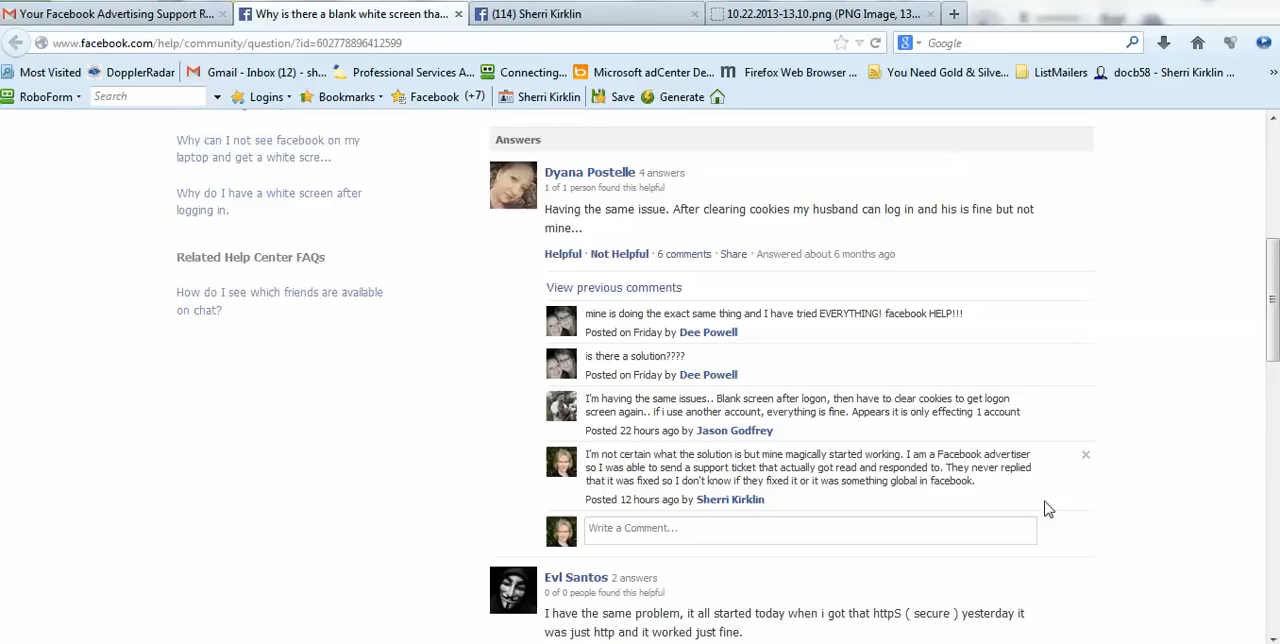 Your Facebook Advertising Support R...
Why is there a blank white screen tha...
(114) Sherri Kirklin
10.22.2013-13.10.png (PNG Image, 13...
www.facebook.com/help/community/question/?id=602778896412599
Google
Most Visited DopplerRadar Gmail - Inbox (12) - sh... Professional Services A... Connecting... Microsoft adCenter De... Firefox Web Browser ... You Need Gold & Silve... ListMailers docb58 - Sherri Kirklin ... »
RoboForm Search Logins Bookmarks Facebook (+7) Sherri Kirklin Save Generate
Why can I not see facebook on my
laptop and get a white scre...
Why do I have a white screen after
logging in.
Related Help Center FAQs
How do I see which friends are available
on chat?
Answers
Dyana Postelle 4 answers
1 of 1 person found this helpful
Having the same issue. After clearing cookies my husband can log in and his is fine but not
mine...
Helpful · Not Helpful · 6 comments · Share · Answered about 6 months ago
View previous comments
mine is doing the exact same thing and I have tried EVERYTHING! facebook HELP!!!
Posted on Friday by Dee Powell
is there a solution????
Posted on Friday by Dee Powell
I'm having the same issues.. Blank screen after logon, then have to clear cookies to get logon
screen again.. if i use another account, everything is fine. Appears it is only effecting 1 account
Posted 22 hours ago by Jason Godfrey
I'm not certain what the solution is but mine magically started working. I am a Facebook advertiser
so I was able to send a support ticket that actually got read and responded to. They never replied
that it was fixed so I don't know if they fixed it or it was something global in facebook.
Posted 12 hours ago by Sherri Kirklin
Write a Comment...
Evl Santos 2 answers
0 of 0 people found this helpful
I have the same problem, it all started today when i got that httpS ( secure ) yesterday it
was just http and it worked just fine.